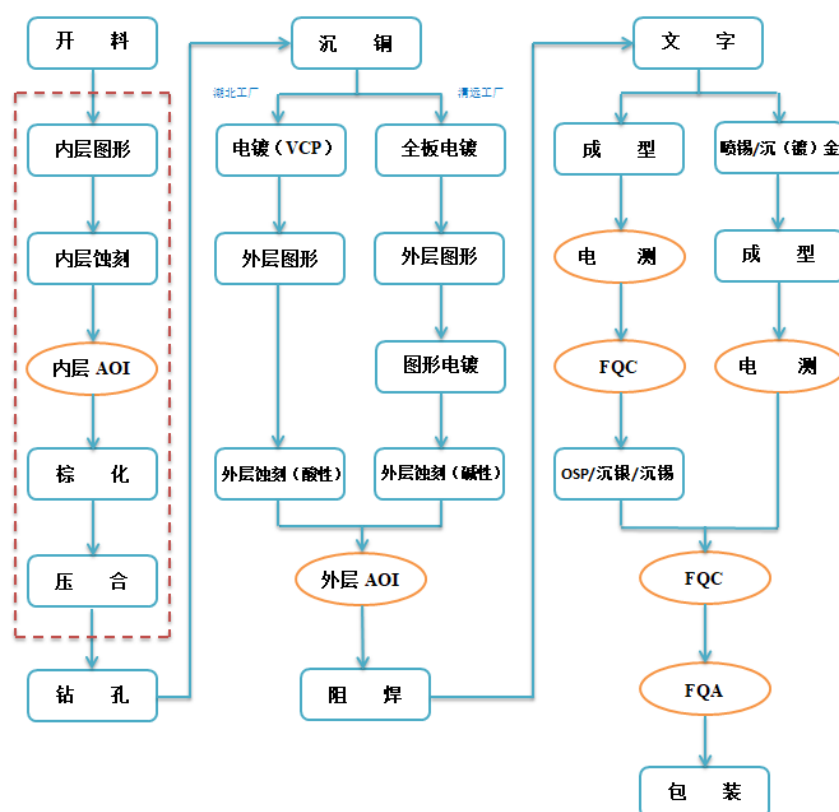 开 料
内层图形
内层蚀刻
内层 AOI
棕 化
压 合
钻 孔
沉 铜
湖北工厂
清远工厂
电镀（VCP）
全板电镀
外层图形
外层图形
图形电镀
外层蚀刻（酸性）
外层蚀刻（碱性）
外层 AOI
阻 焊
文 字
成 型
喷锡/沉（镀）金
电 测
成 型
FQC
电 测
OSP/沉银/沉锡
FQC
FQA
包 装